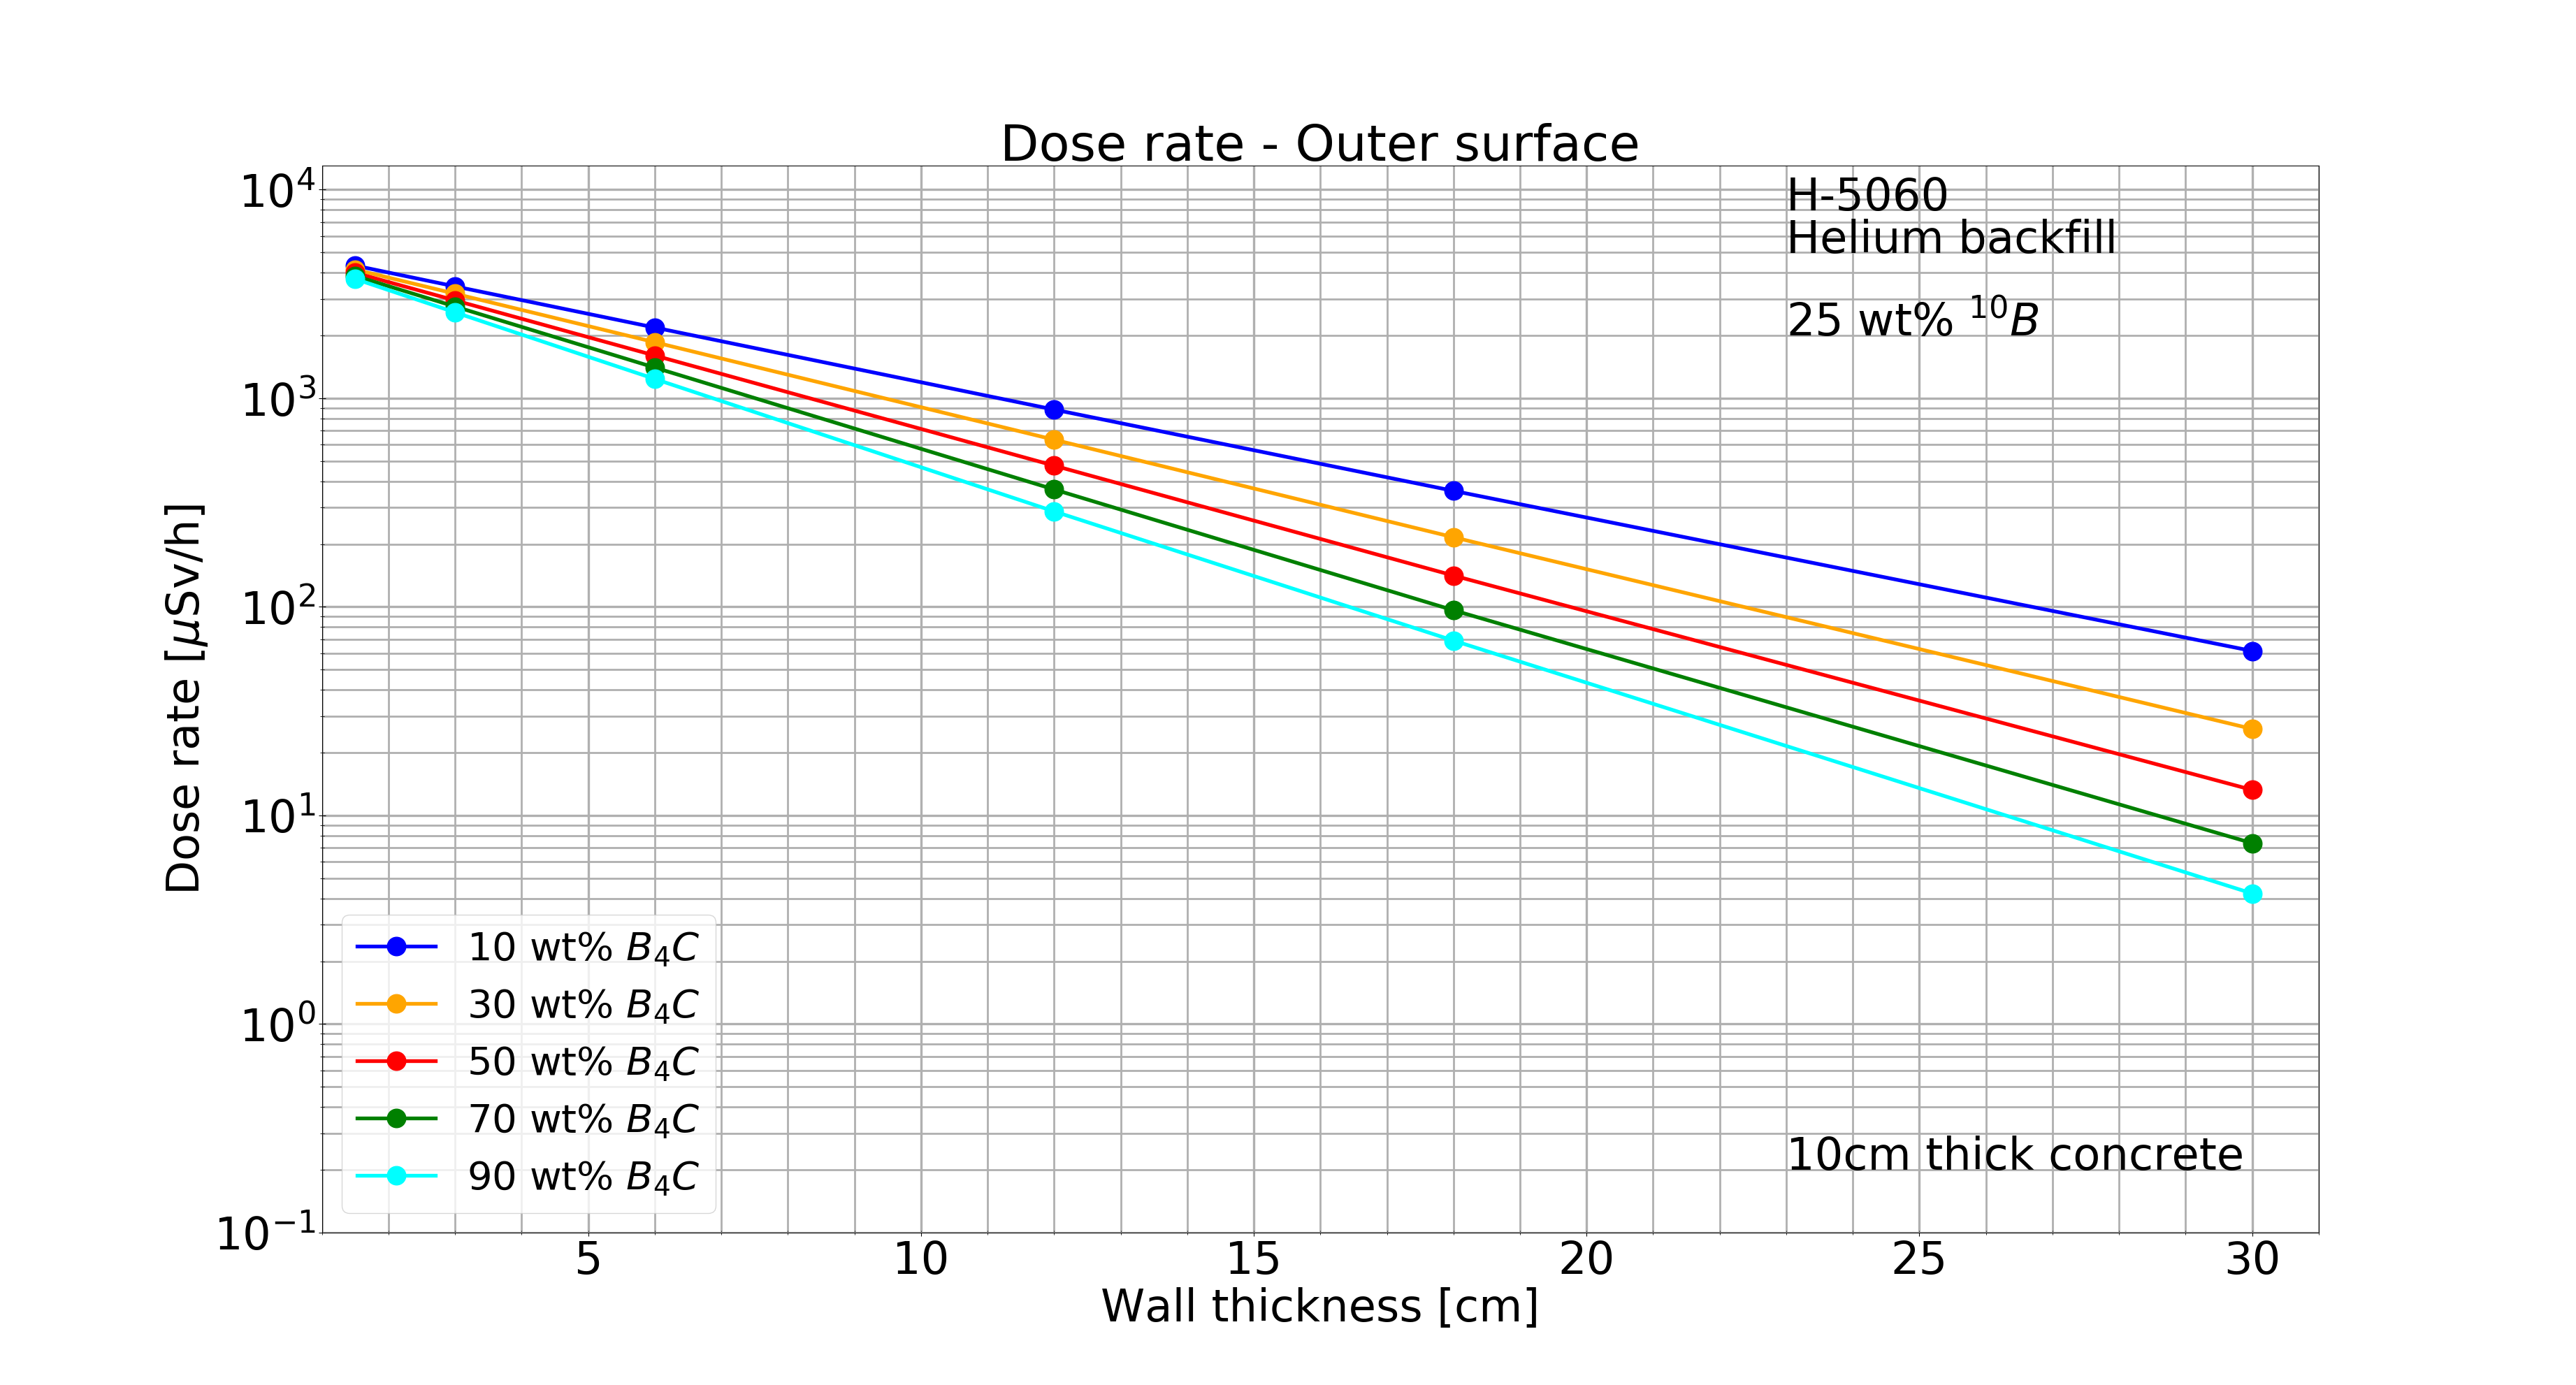 Dose rate - Outer surface
10⁴
10³
10²
10¹
10⁰
10⁻¹
Dose rate [μSv/h]
H-5060
Helium backfill
25 wt% ¹⁰B
10 wt% B₄C
30 wt% B₄C
50 wt% B₄C
70 wt% B₄C
90 wt% B₄C
10cm thick concrete
5 10 15 20 25 30
Wall thickness [cm]